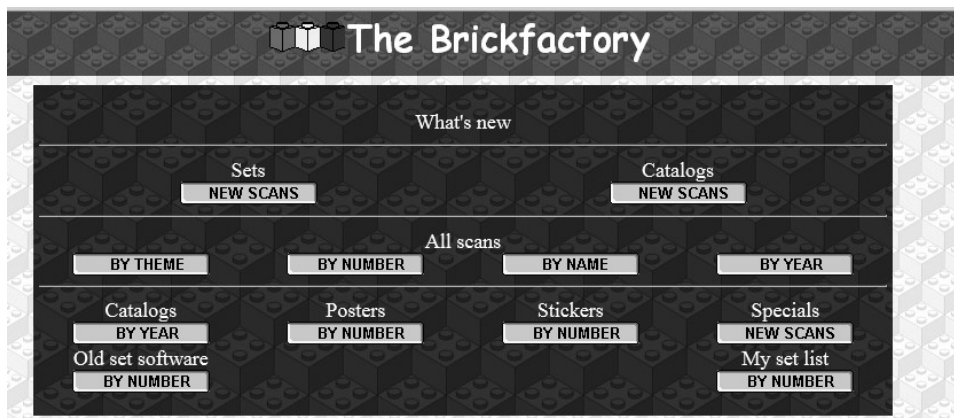 The Brickfactory
What's new
Sets Catalogs
NEW SCANS NEW SCANS
All scans
BY THEME BY NUMBER BY NAME BY YEAR
Catalogs Posters Stickers Specials
BY YEAR BY NUMBER BY NUMBER NEW SCANS
Old set software My set list
BY NUMBER BY NUMBER